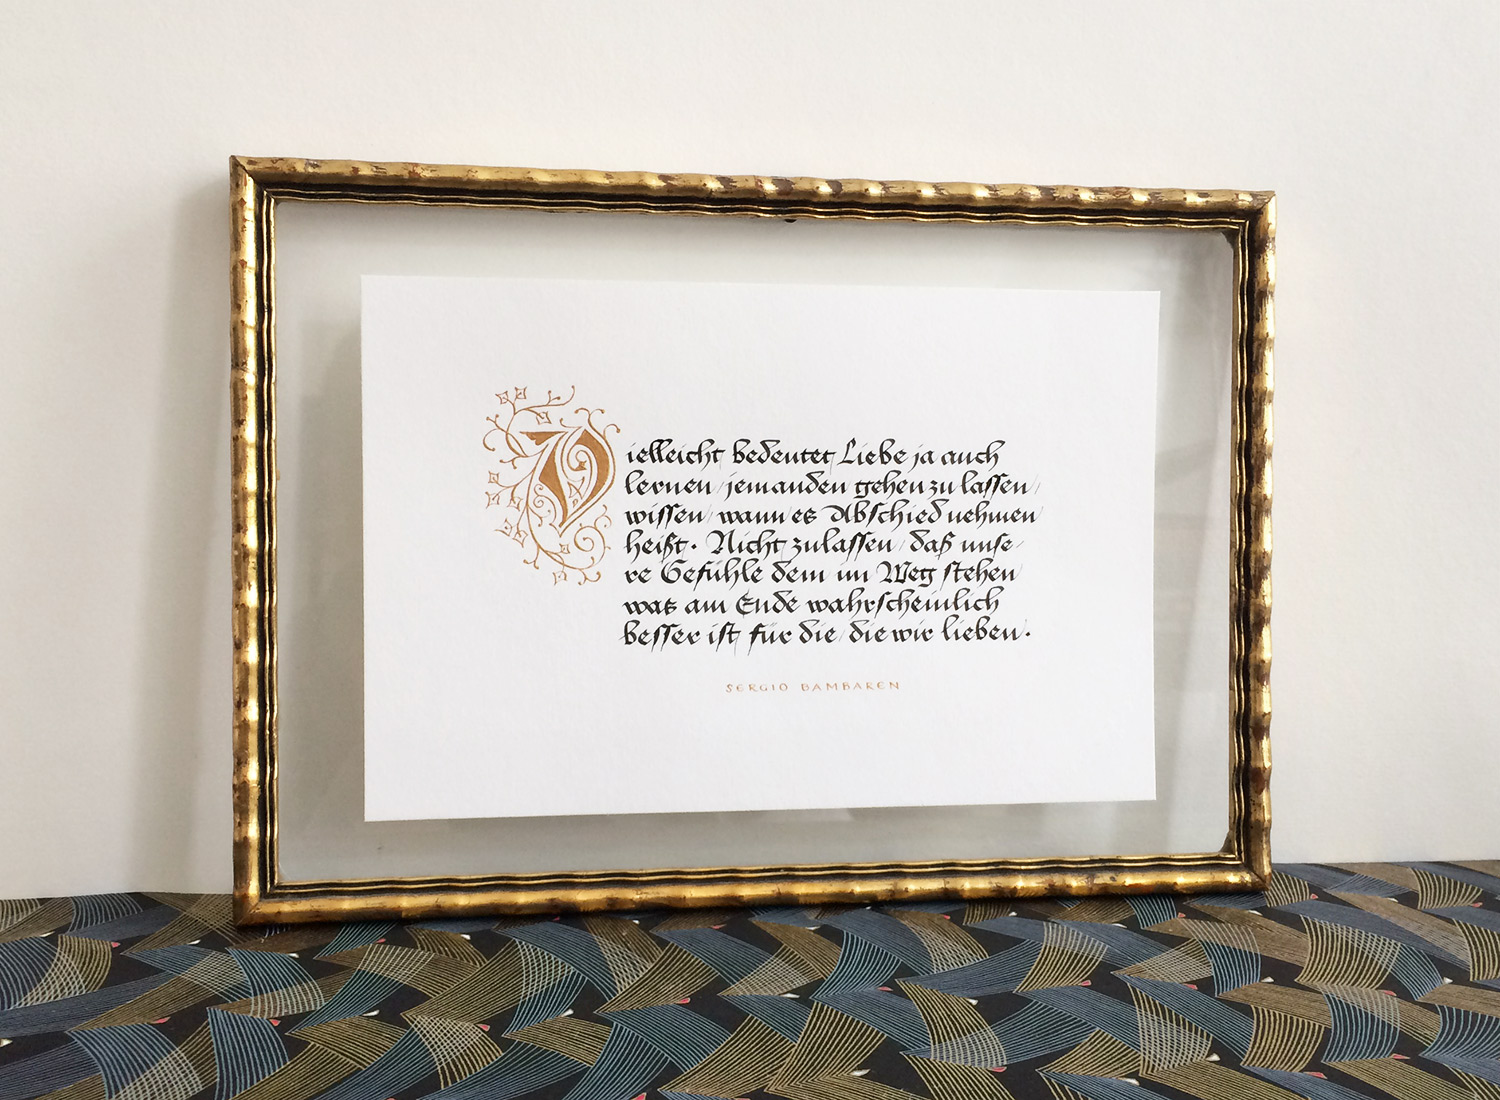 Vielleicht bedeutet Liebe ja auch
lernen / jemanden gehen zu lassen /
wissen / wann es Abschied nehmen
heißt. Nicht zulassen / daß unse-
re Gefühle dem im Weg stehen
was am Ende wahrscheinlich
besser ist für die / die wir lieben.
SERGIO BAMBAREN